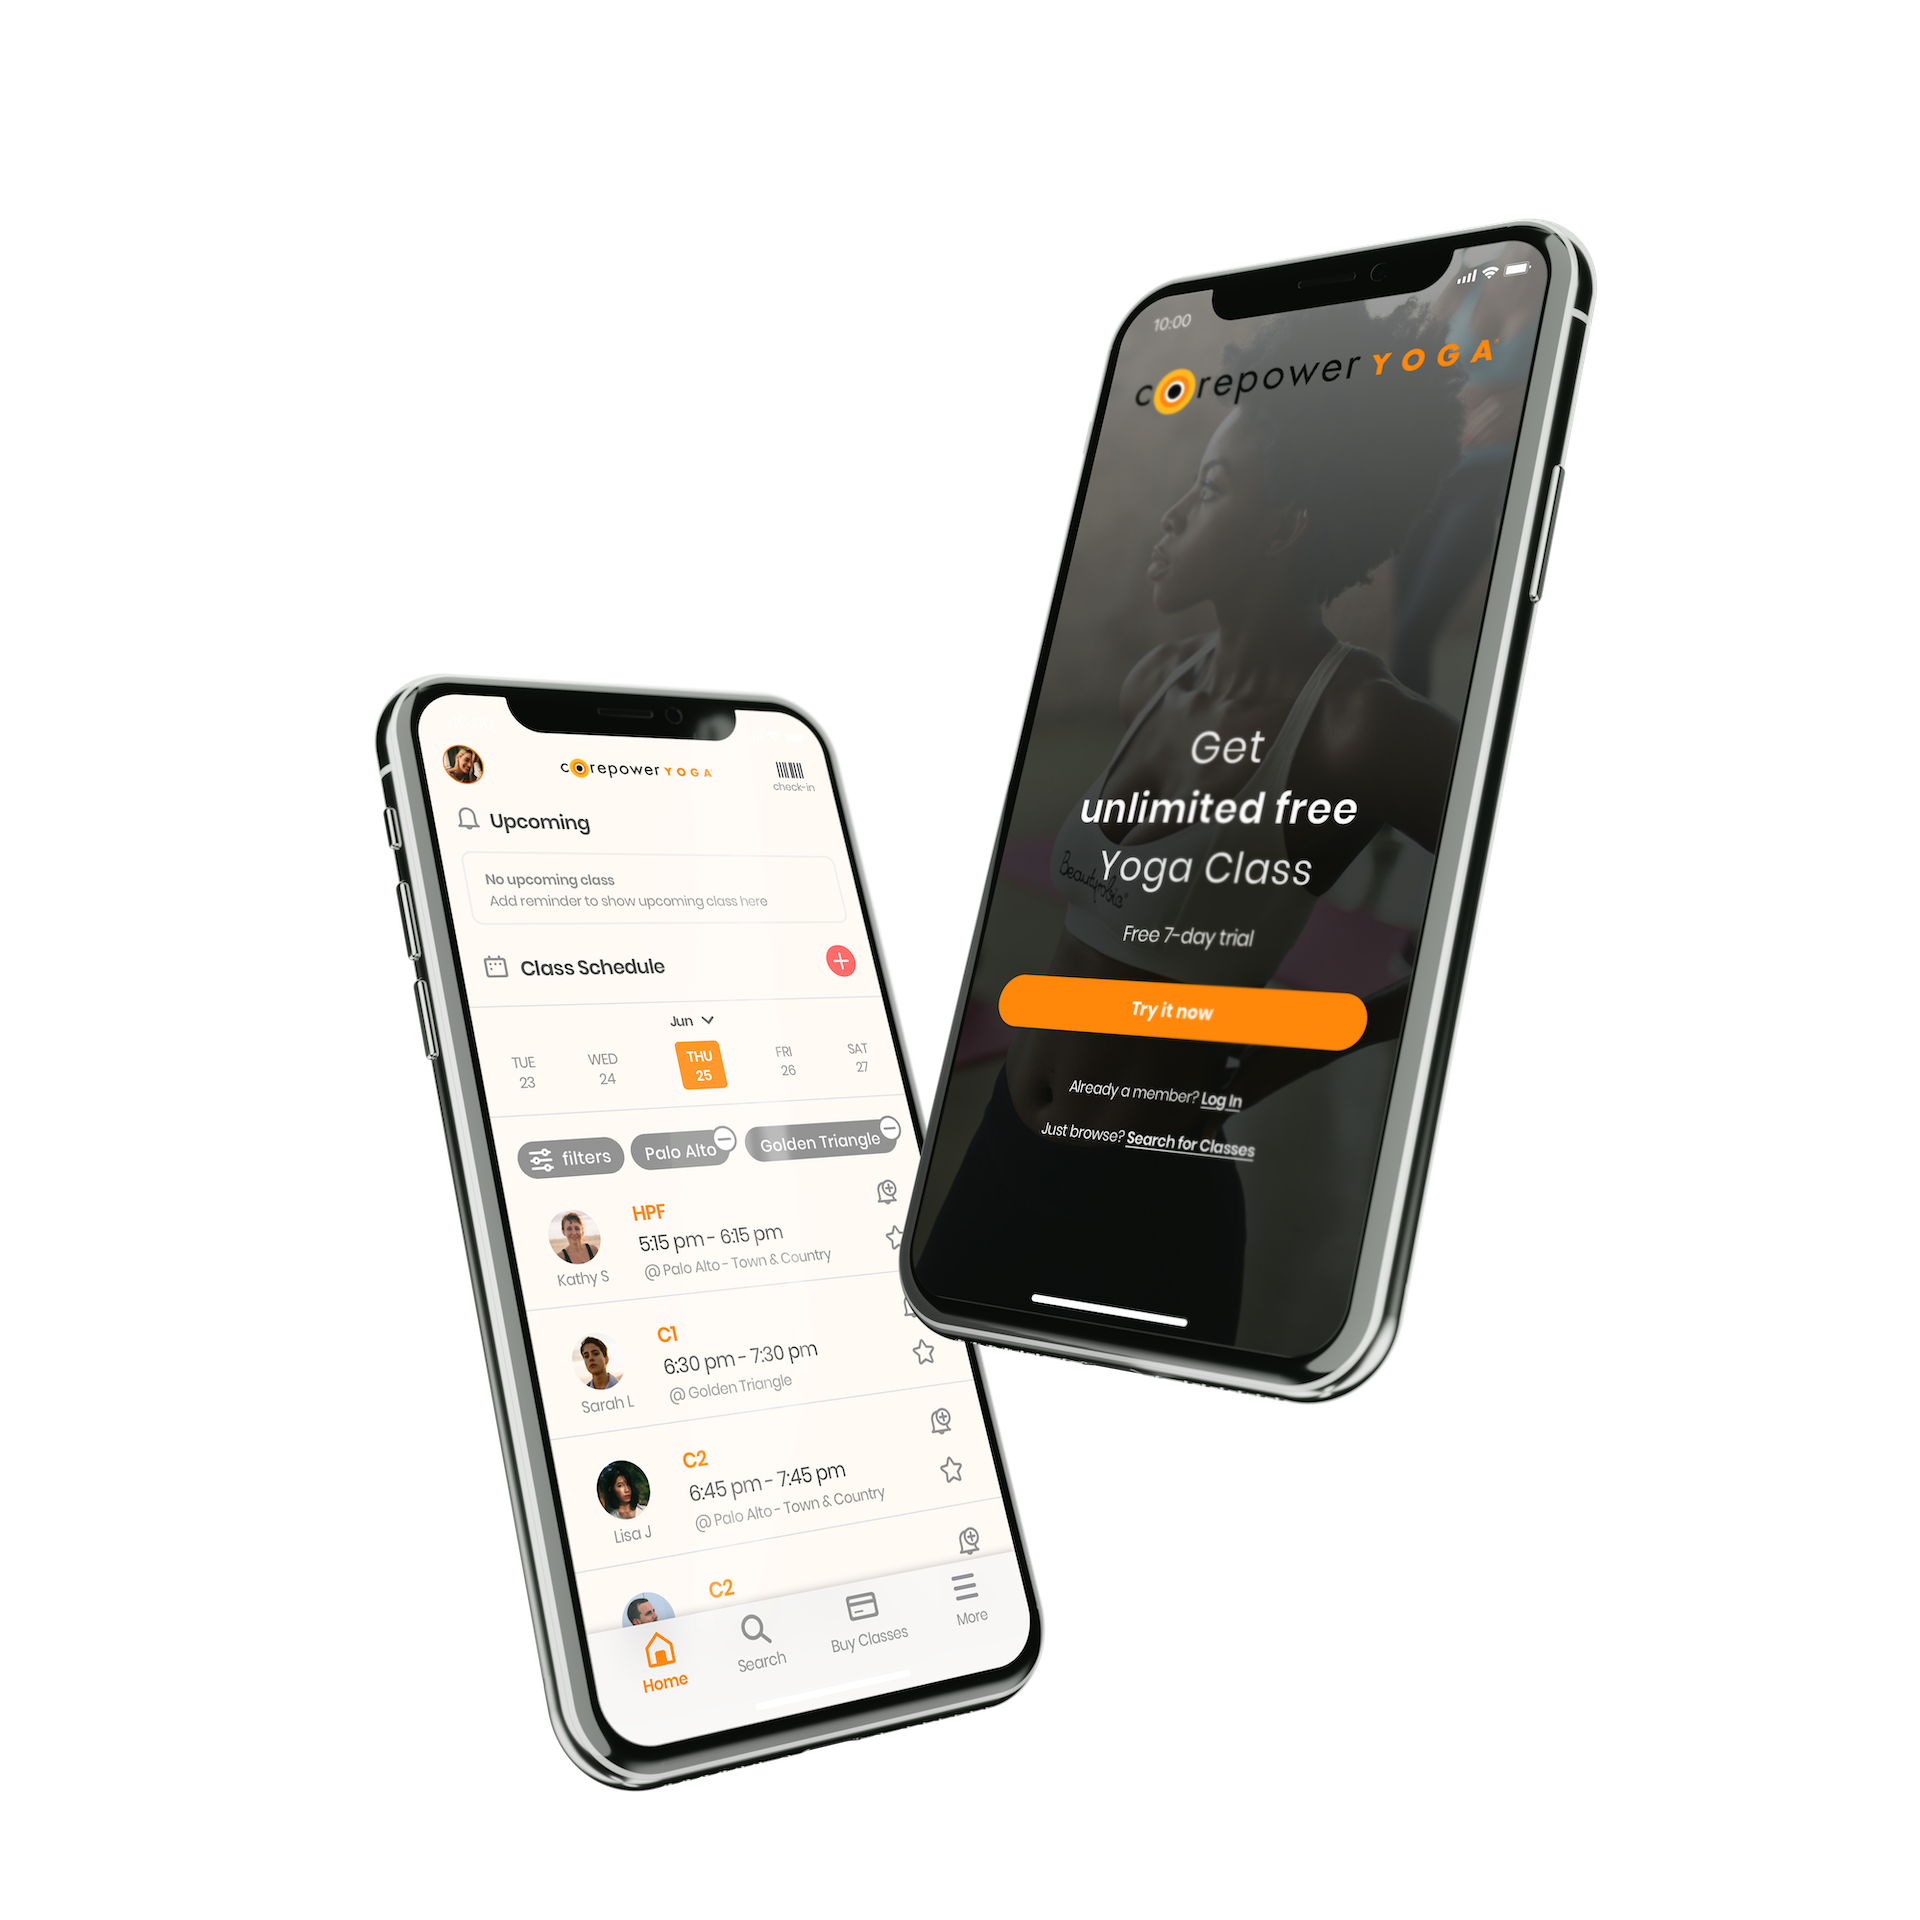 corepower YOGA
check-in
Upcoming
No upcoming class
Add reminder to show upcoming class here
Class Schedule
Jun
TUE WED THU FRI SAT
23 24 25 26 27
filters Palo Alto Golden Triangle
HPF
5:15 pm - 6:15 pm
@ Palo Alto - Town & Country
Kathy S
C1
6:30 pm - 7:30 pm
@ Golden Triangle
Sarah L
C2
6:45 pm - 7:45 pm
@ Palo Alto - Town & Country
Lisa J
C2
Home Search Buy Classes More
10:00
corepower YOGA
Get
unlimited free
Yoga Class
Free 7-day trial
Try it now
Already a member? Log In
Just browse? Search for Classes